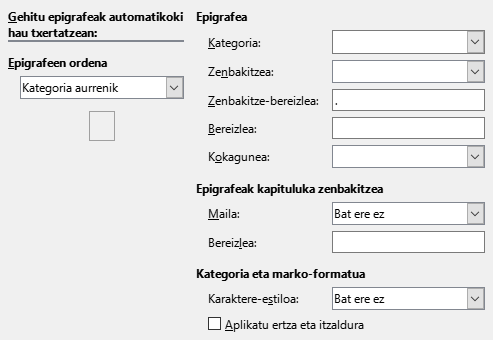 Gehitu epigrafeak automatikoki
hau txertatzean:
Epigrafeen ordena
Kategoria aurrenik
Epigrafea
Kategoria:
Zenbakitzea:
Zenbakitze-bereizlea: .
Bereizlea:
Kokagunea:
Epigrafeak kapituluka zenbakitzea
Maila: Bat ere ez
Bereizlea:
Kategoria eta marko-formatua
Karaktere-estiloa: Bat ere ez
Aplikatu ertza eta itzaldura